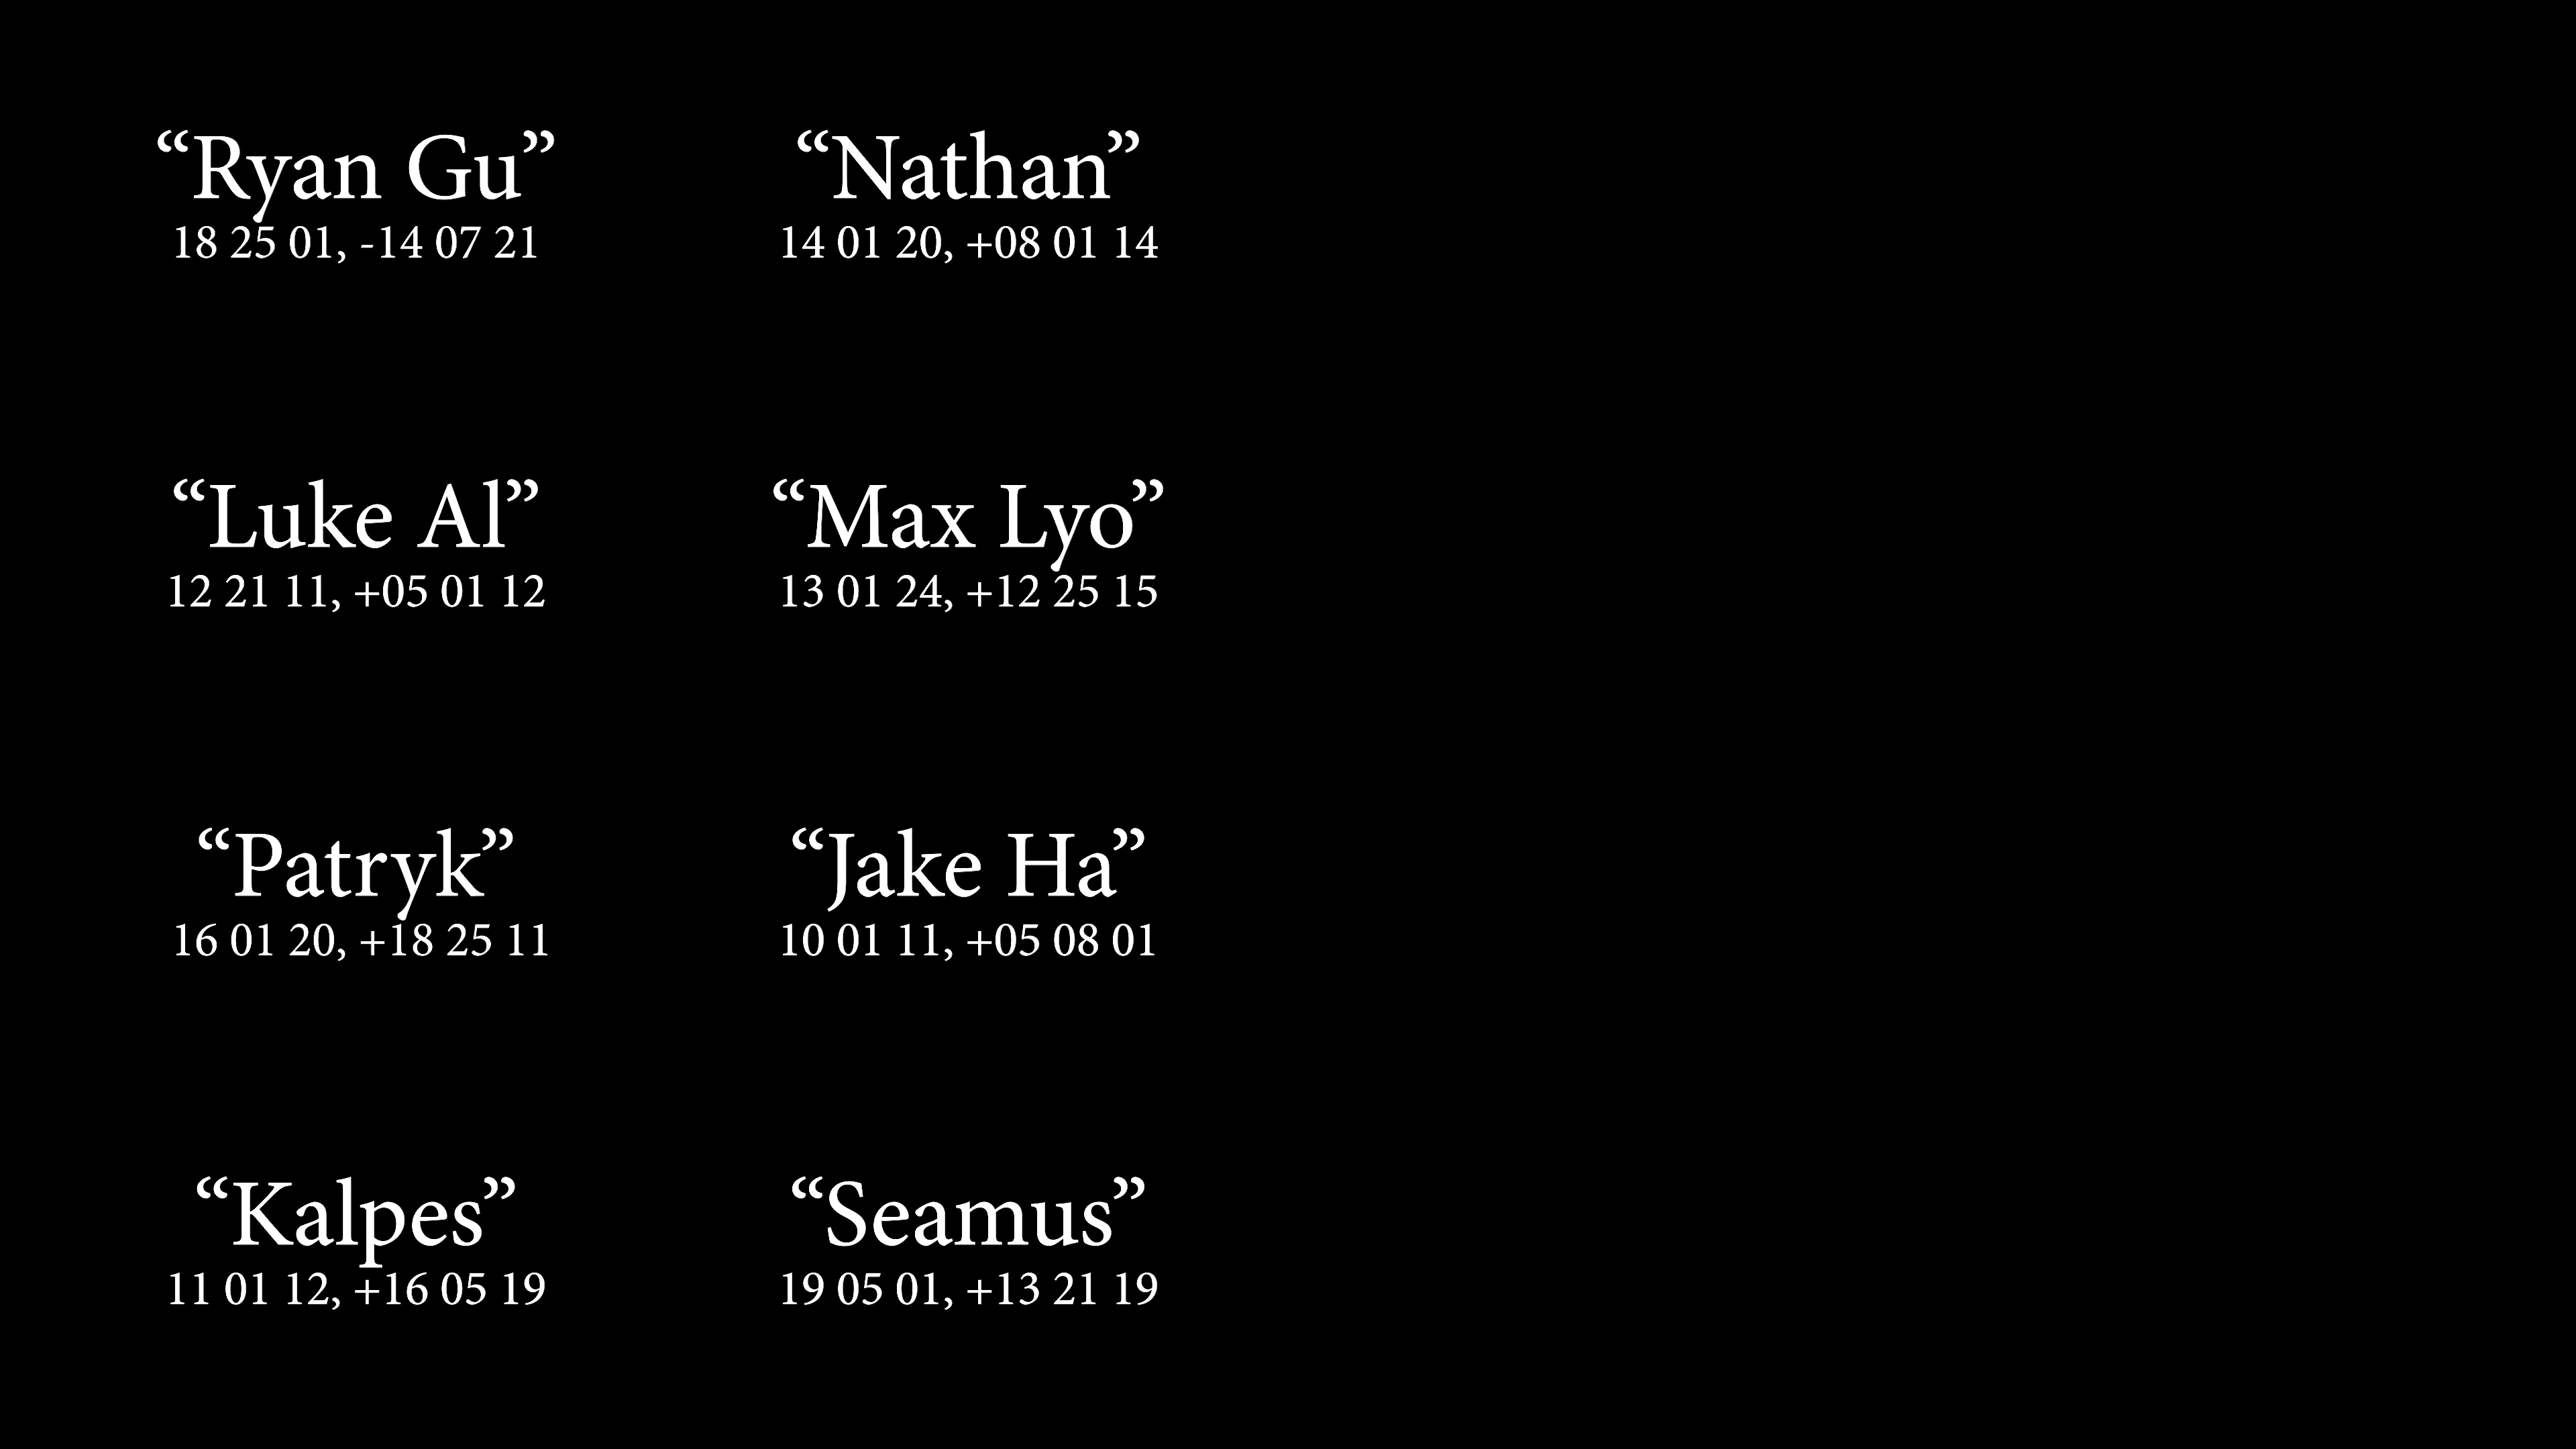 “Ryan Gu”
18 25 01, -14 07 21
“Nathan”
14 01 20, +08 01 14
“Luke Al”
12 21 11, +05 01 12
“Max Lyo”
13 01 24, +12 25 15
“Patryk”
16 01 20, +18 25 11
“Jake Ha”
10 01 11, +05 08 01
“Kalpes”
11 01 12, +16 05 19
“Seamus”
19 05 01, +13 21 19